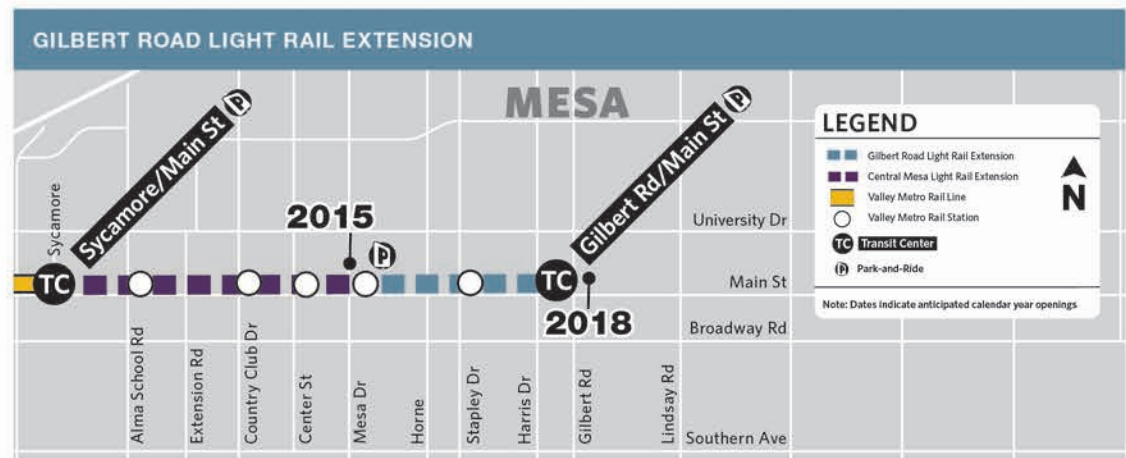 GILBERT ROAD LIGHT RAIL EXTENSION
MESA
Sycamore
Sycamore/Main St
P
2015
P
Gilbert Rd/Main St
P
University Dr
TC
TC
Main St
2018
Broadway Rd
Alma School Rd
Extension Rd
Country Club Dr
Center St
Mesa Dr
Horne
Stapley Dr
Harris Dr
Gilbert Rd
Lindsay Rd
Southern Ave
LEGEND
Gilbert Road Light Rail Extension
Central Mesa Light Rail Extension
Valley Metro Rail Line
Valley Metro Rail Station
TC Transit Center
P Park-and-Ride
N
Note: Dates indicate anticipated calendar year openings